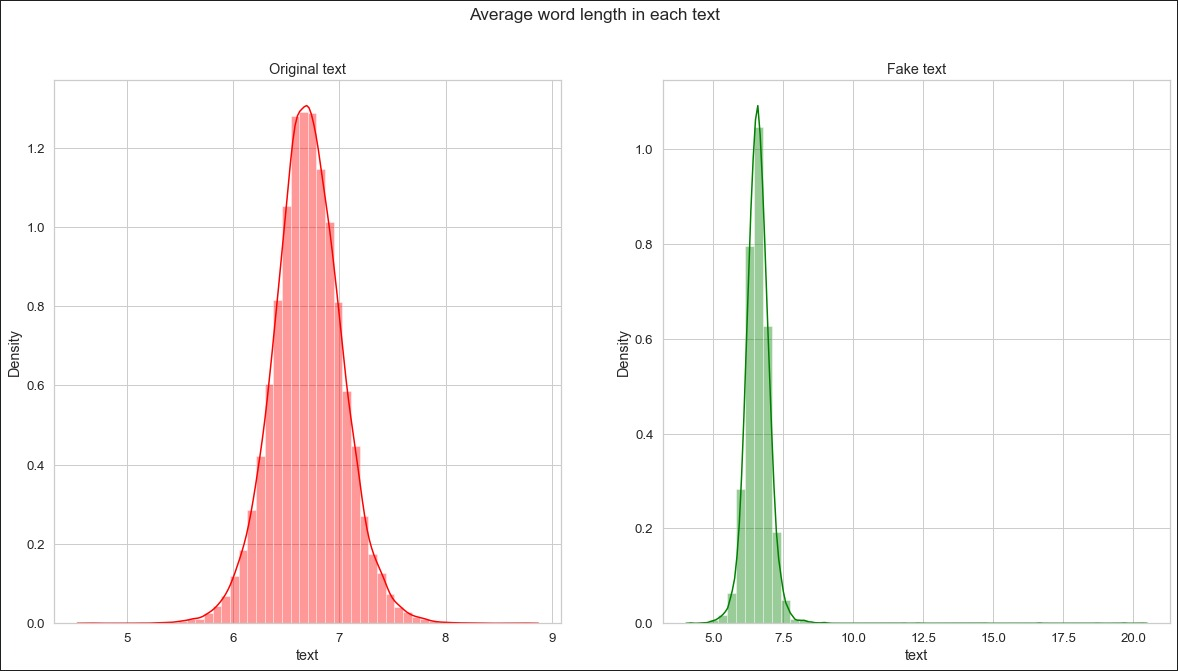 Average word length in each text
Original text
Density
1.2
1.0
0.8
0.6
0.4
0.2
0.0
5 6 7 8 9
text
Fake text
Density
1.0
0.8
0.6
0.4
0.2
0.0
5.0 7.5 10.0 12.5 15.0 17.5 20.0
text